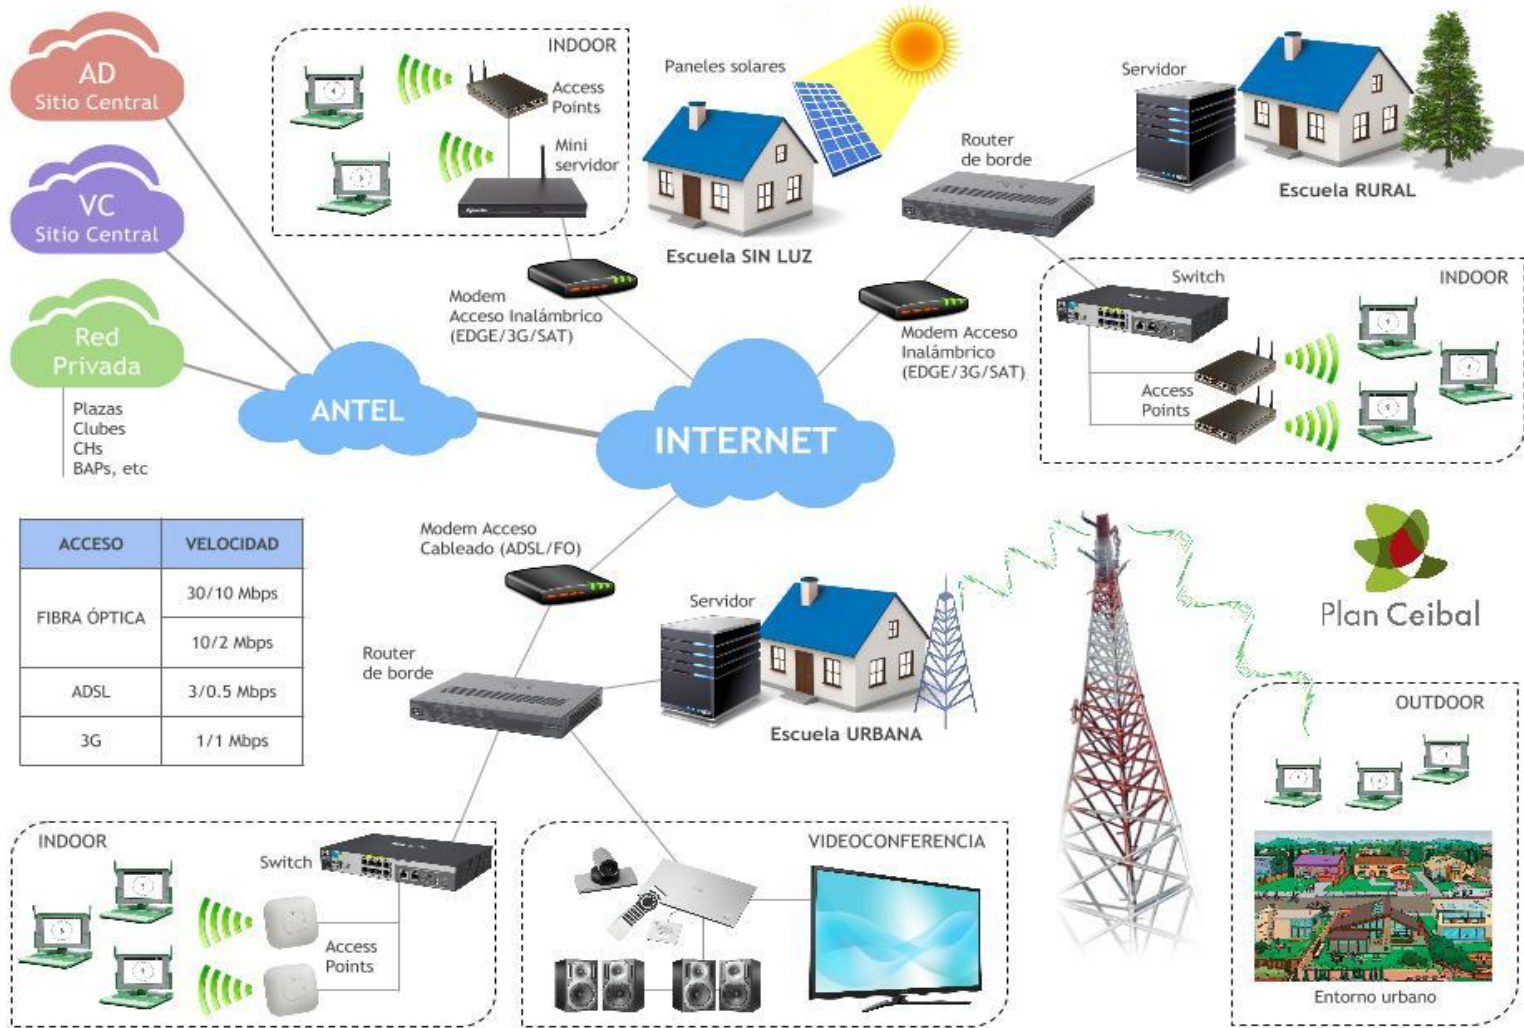 AD
Sitio Central
VC
Sitio Central
Red
Privada
Plazas
Clubes
CHs
BAPs, etc
ANTEL
INTERNET
INDOOR
Access
Points
Mini
servidor
Modem
Acceso Inalámbrico
(EDGE/3G/SAT)
Paneles solares
Escuela SIN LUZ
Servidor
Router
de borde
Escuela RURAL
Modem Acceso
Inalámbrico
(EDGE/3G/SAT)
Switch
INDOOR
Access
Points
ACCESO
VELOCIDAD
FIBRA ÓPTICA
30/10 Mbps
10/2 Mbps
ADSL
3/0.5 Mbps
3G
1/1 Mbps
Modem Acceso
Cableado (ADSL/FO)
Router
de borde
Servidor
Escuela URBANA
Plan Ceibal
OUTDOOR
Entorno urbano
INDOOR
Switch
Access
Points
VIDEOCONFERENCIA